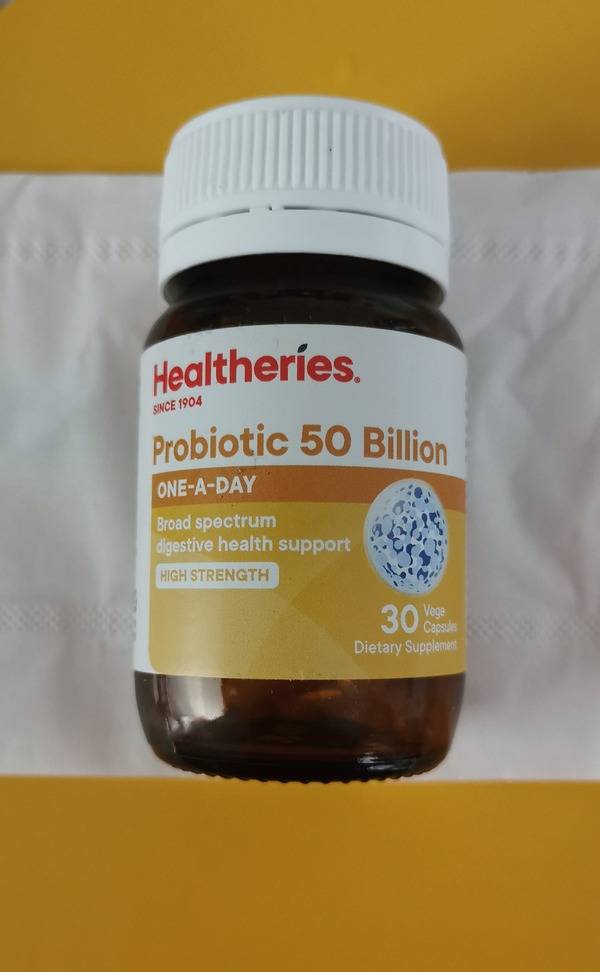 Healtheries®
SINCE 1904
Probiotic 50 Billion
ONE-A-DAY
Broad spectrum
digestive health support
HIGH STRENGTH
30 Vege
Capsules
Dietary Supplement